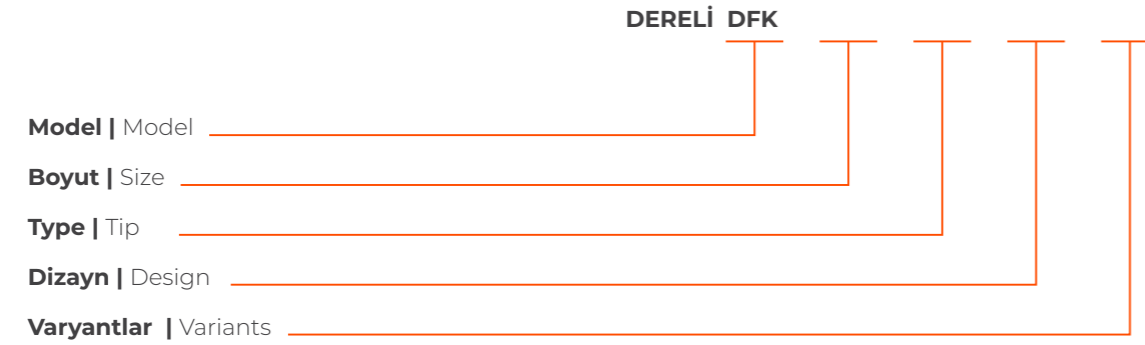 DERELİ DFK
Model | Model
Boyut | Size
Type | Tip
Dizayn | Design
Varyantlar | Variants